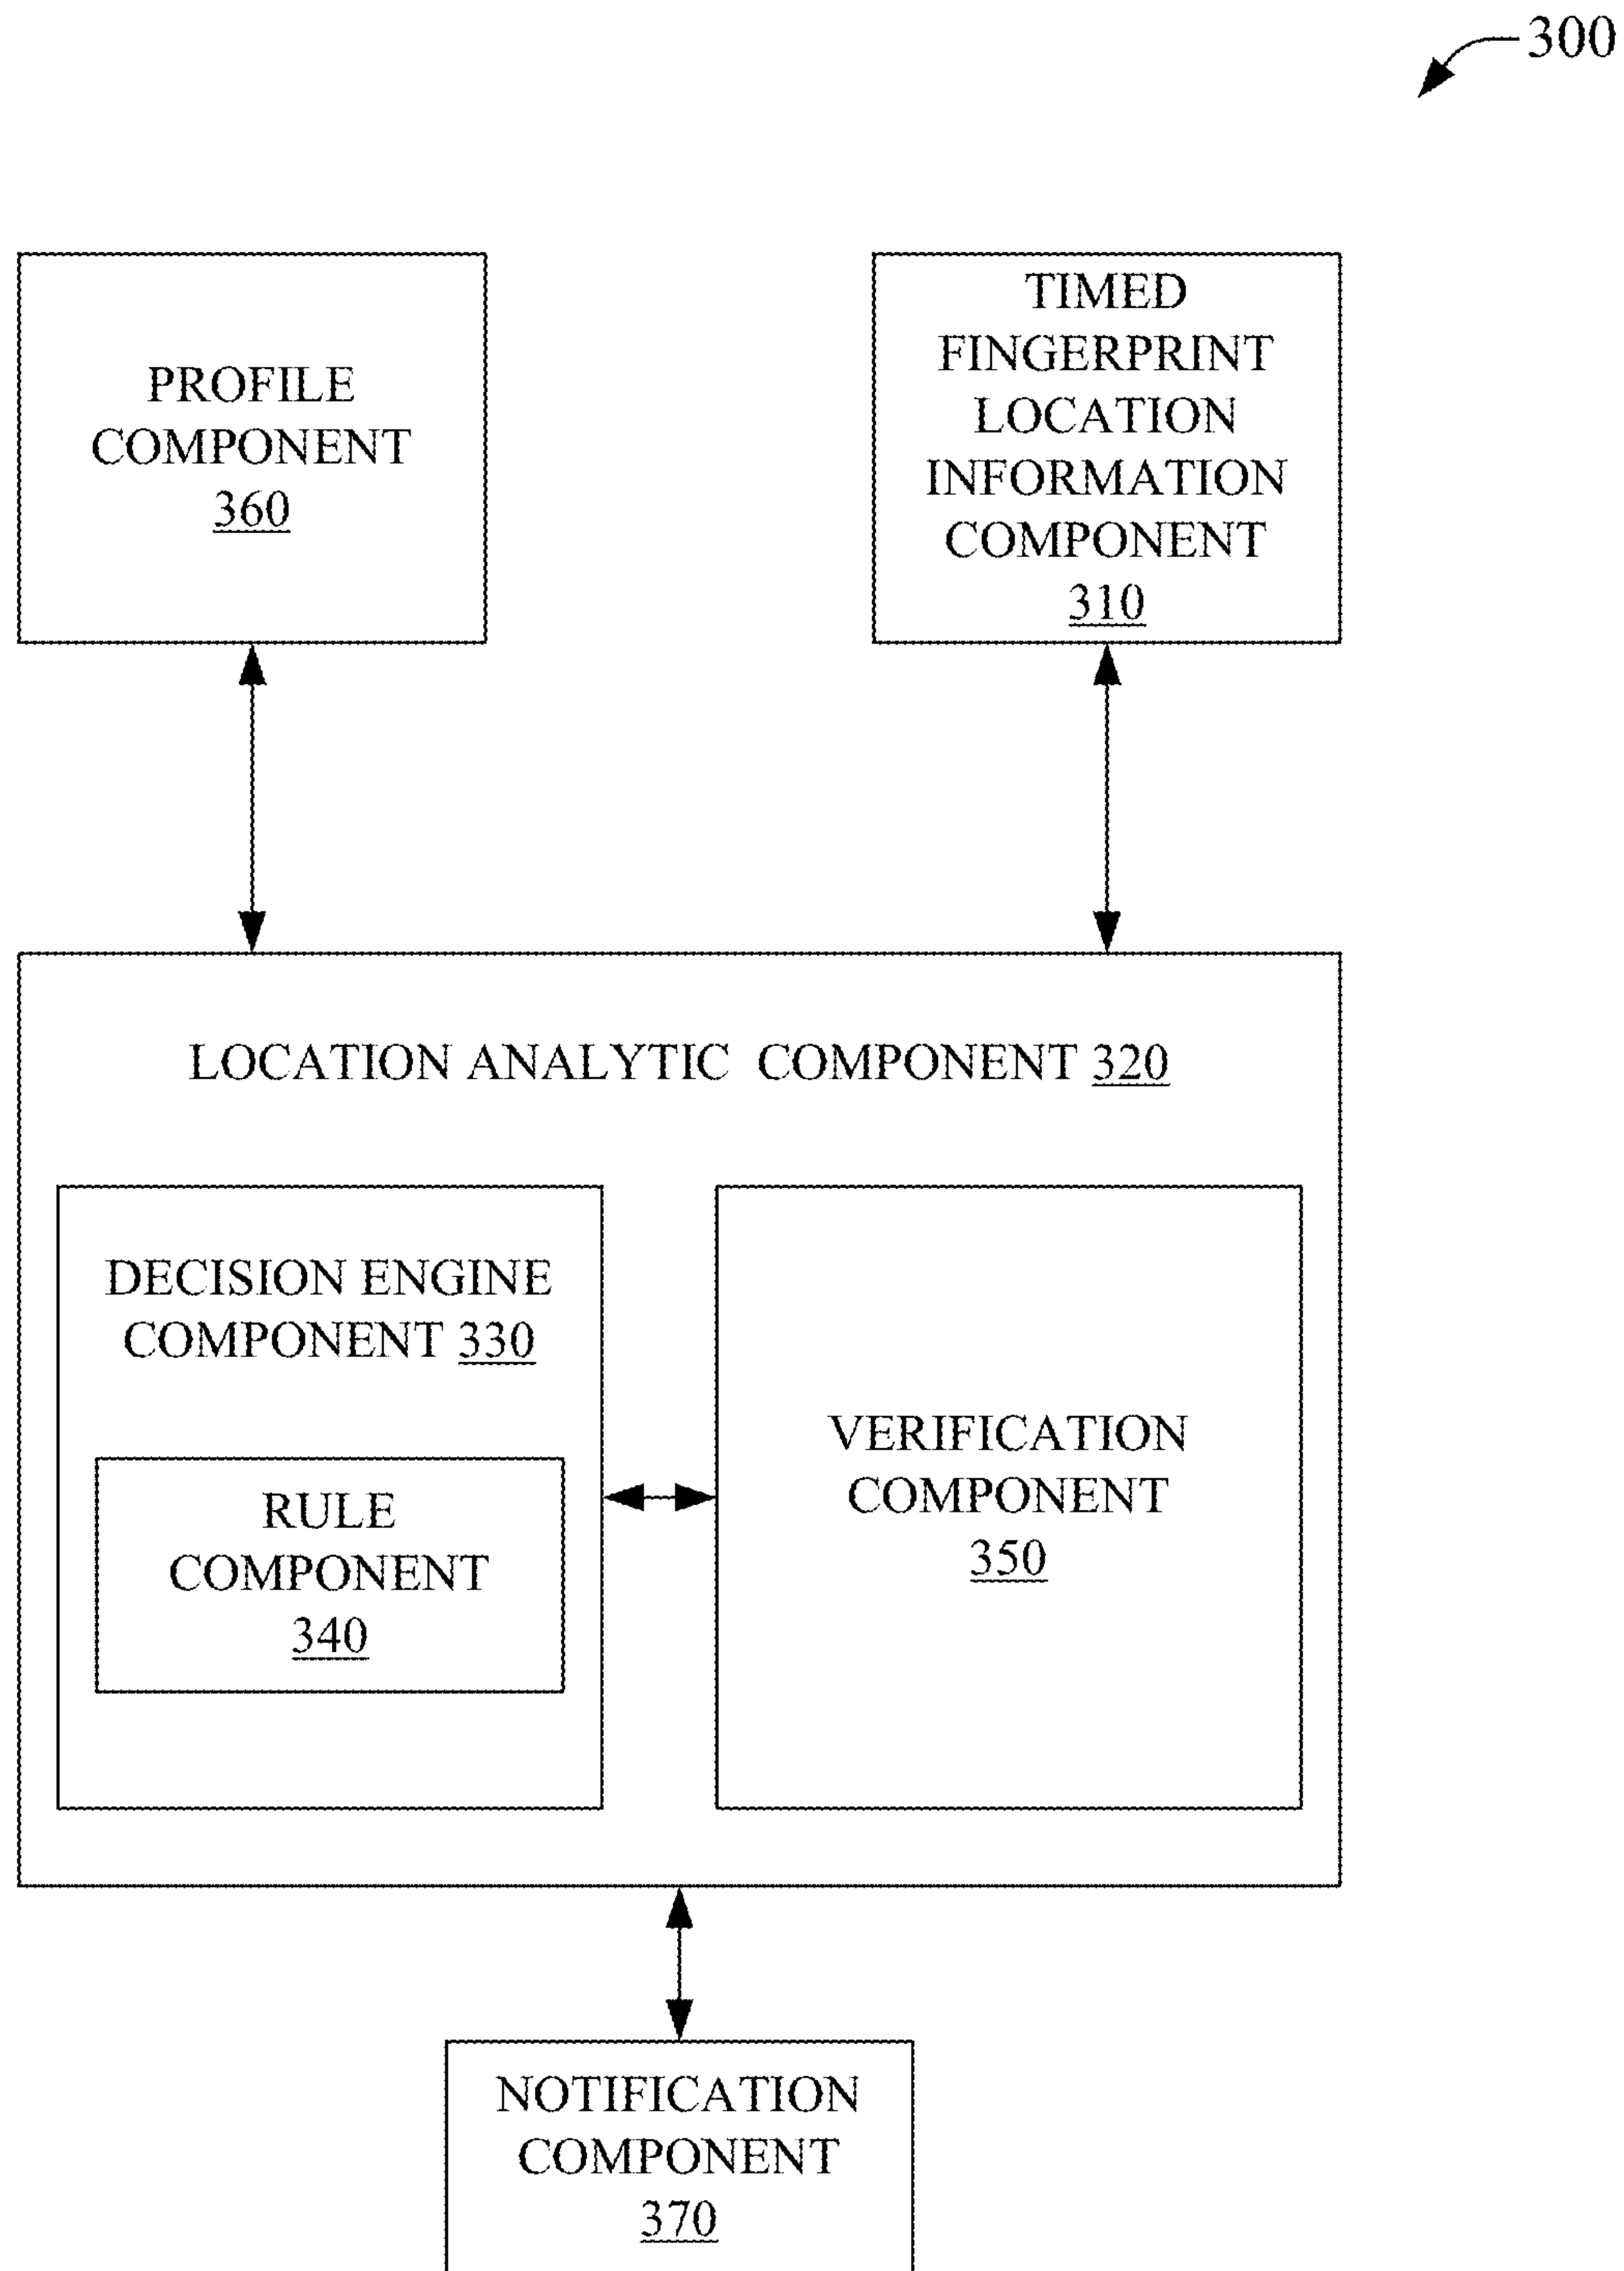 300
PROFILE
COMPONENT
360
TIMED
FINGERPRINT
LOCATION
INFORMATION
COMPONENT
310
LOCATION ANALYTIC COMPONENT 320
DECISION ENGINE
COMPONENT 330
RULE
COMPONENT
340
VERIFICATION
COMPONENT
350
NOTIFICATION
COMPONENT
370